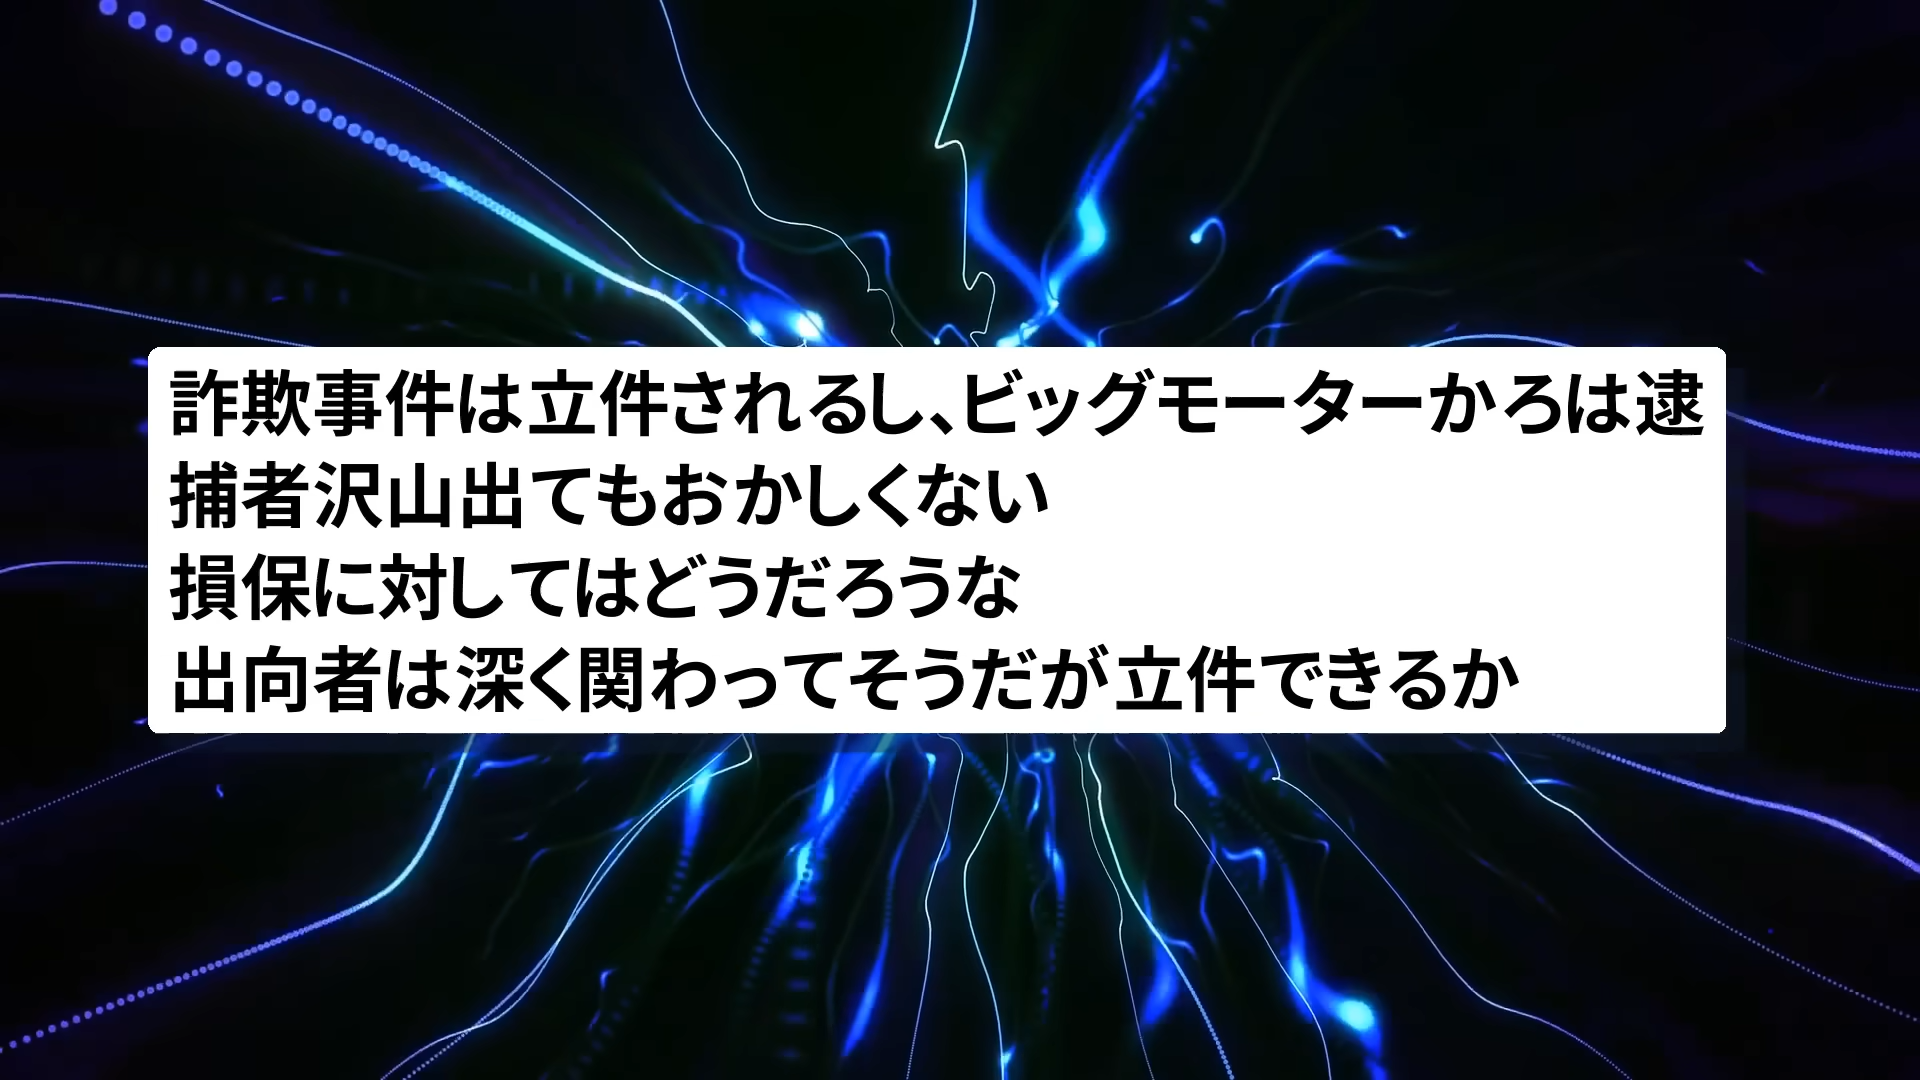 詐欺事件は立件されるし、ビッグモーターかろは逮
捕者沢山出てもおかしくない
損保に対してはどうだろうな
出向者は深く関わってそうだが立件できるか